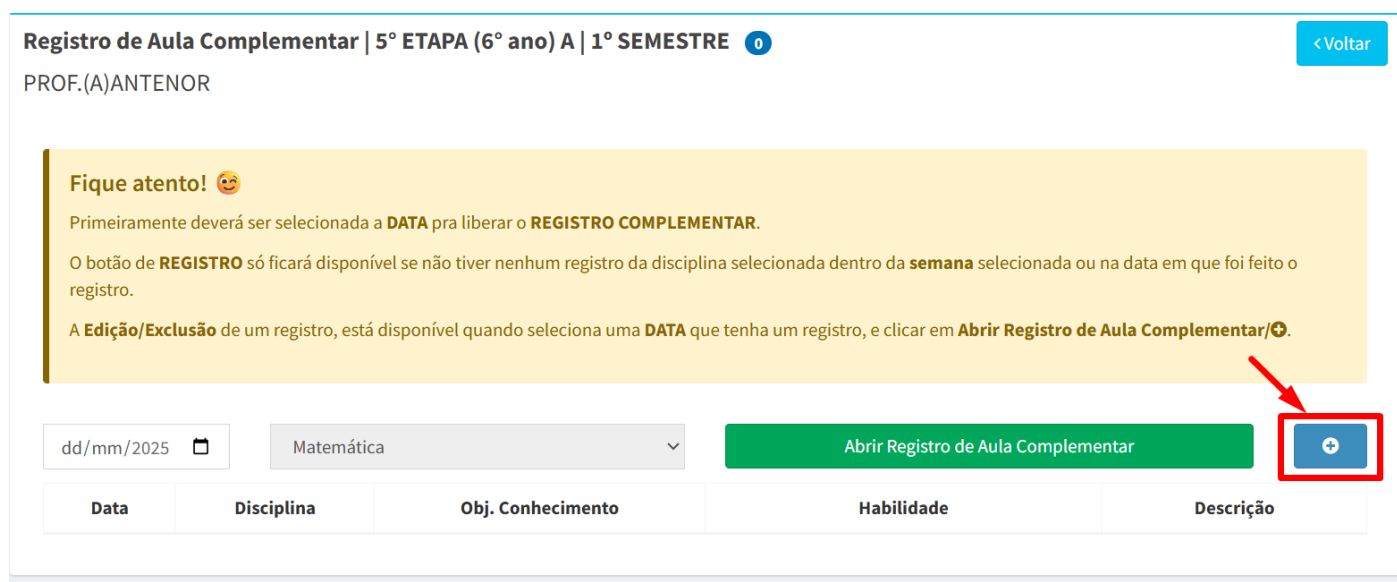 Registro de Aula Complementar | 5° ETAPA (6° ano) A | 1º SEMESTRE 0
Voltar
PROF.(A)ANTENOR
Fique atento!
Primeiramente deverá ser selecionada a DATA pra liberar o REGISTRO COMPLEMENTAR.
O botão de REGISTRO só ficará disponível se não tiver nenhum registro da disciplina selecionada dentro da semana selecionada ou na data em que foi feito o
registro.
A Edição/Exclusão de um registro, está disponível quando seleciona uma DATA que tenha um registro, e clicar em Abrir Registro de Aula Complementar/.
dd/mm/2025 Matemática Abrir Registro de Aula Complementar
Data Disciplina Obj. Conhecimento Habilidade Descrição